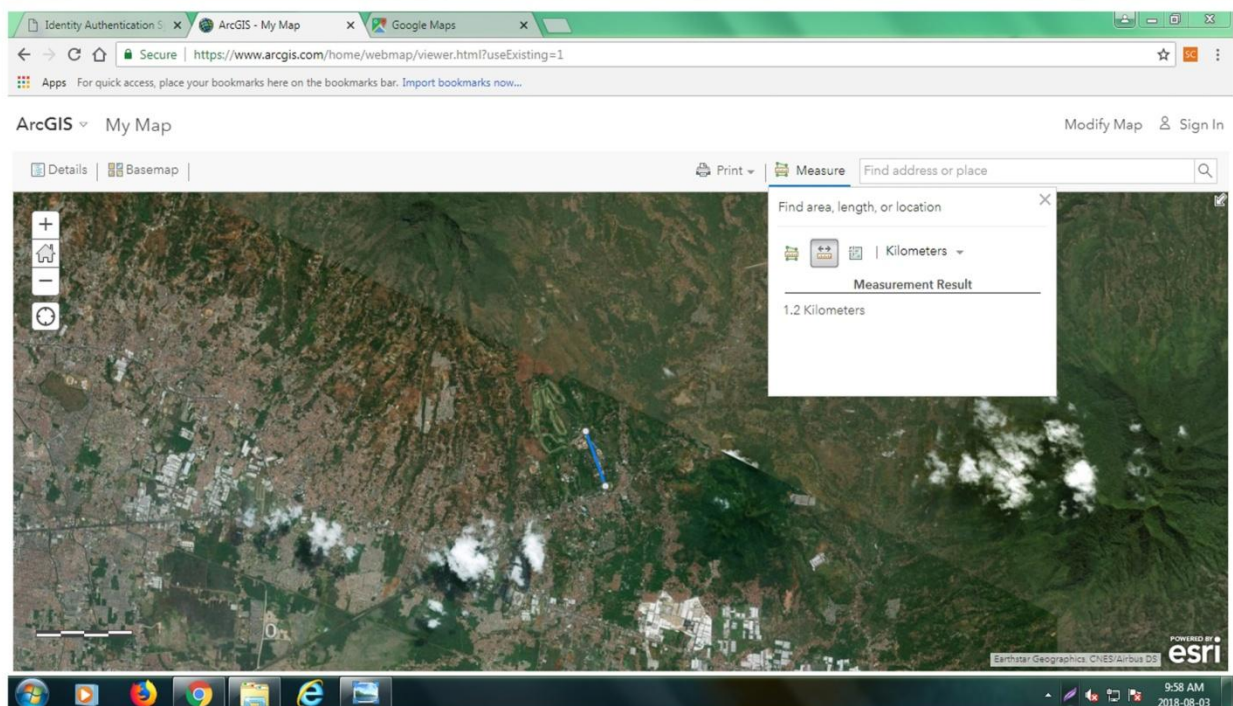 Identity Authentication S
ArcGIS - My Map
Google Maps
Secure | https://www.arcgis.com/home/webmap/viewer.html?useExisting=1
SC
Apps For quick access, place your bookmarks here on the bookmarks bar. Import bookmarks now...
ArcGIS My Map
Modify Map Sign In
Details | Basemap |
Print | Measure Find address or place
Find area, length, or location
| Kilometers
Measurement Result
1.2 Kilometers
POWERED BY
esri
Earthstar Geographics, CNES/Airbus DS
9:58 AM
2018-08-03